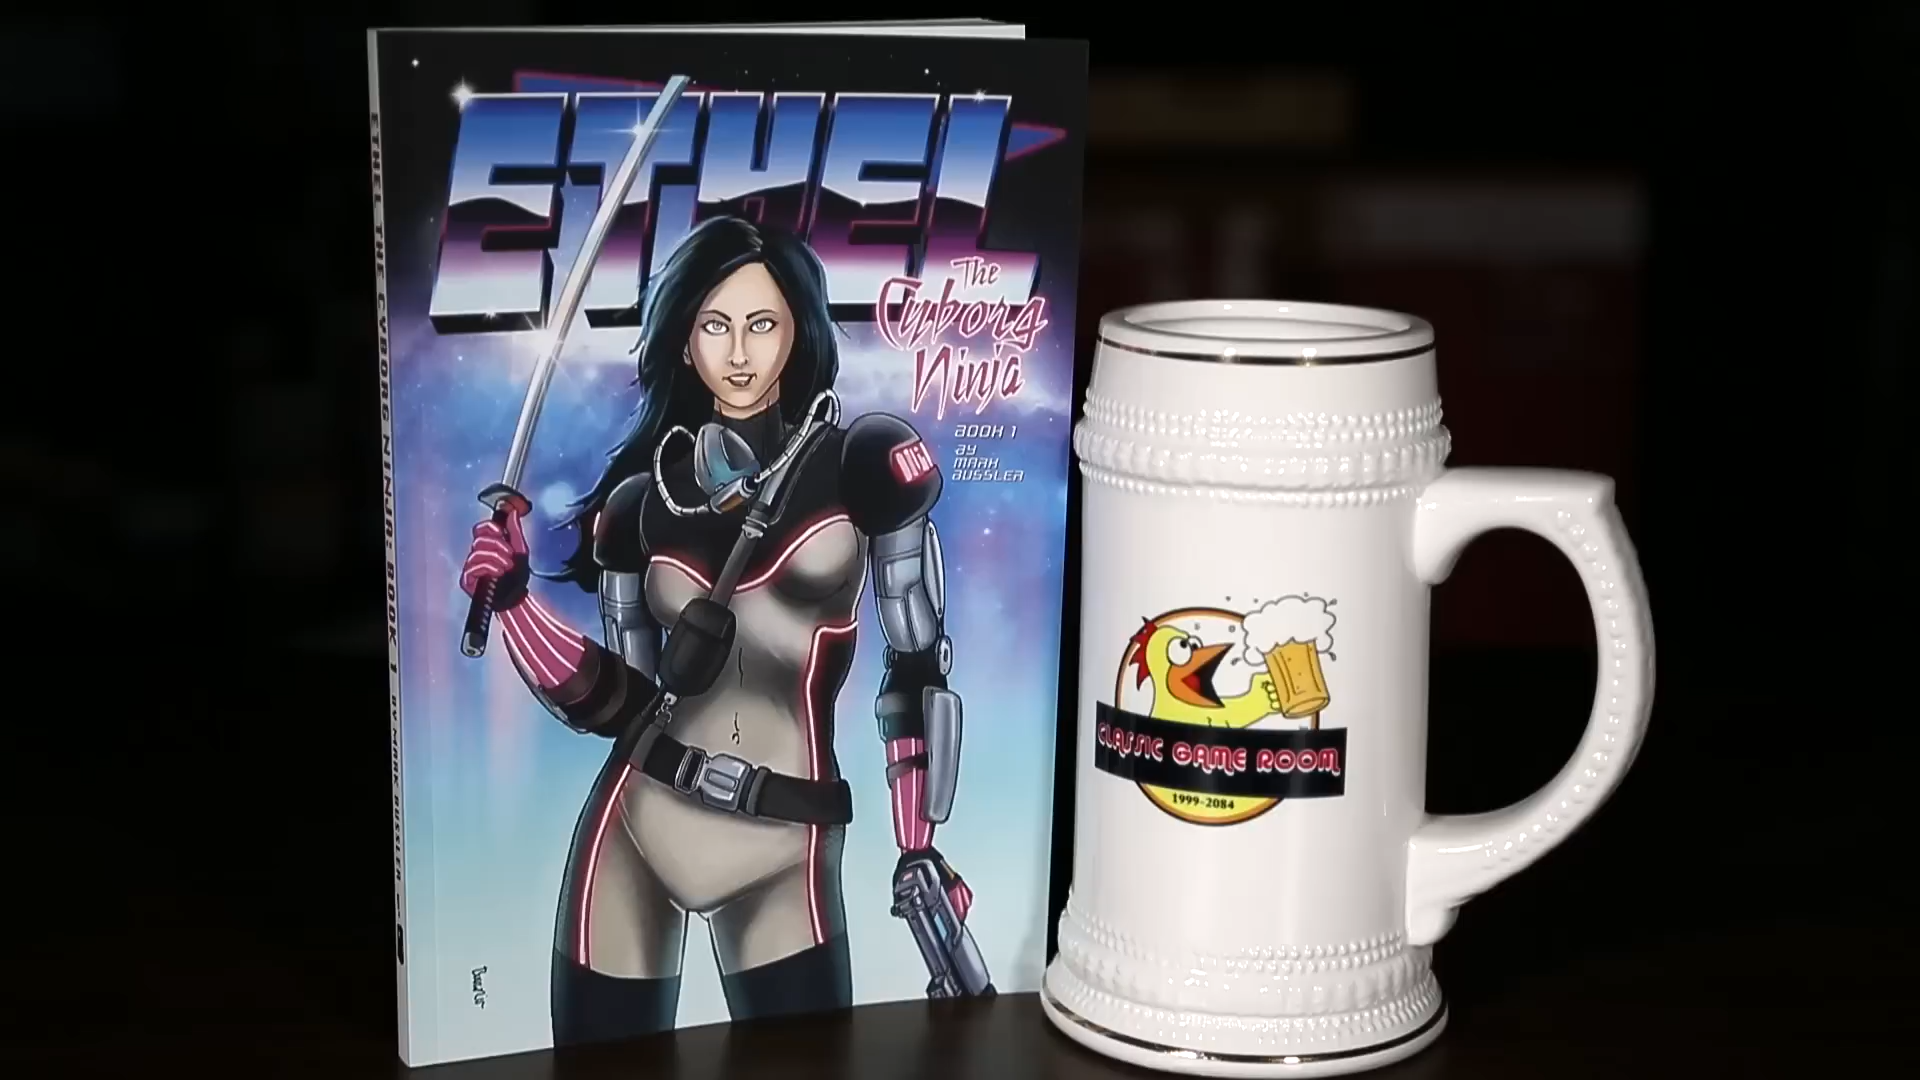 ETHEL
The
Cyborg
Ninja
BOOK 1
BY
MARK
BUSSLER
ETHEL THE CYBORG NINJA: BOOK 1 BY MARK BUSSLER
CLASSIC GAME ROOM
1999-2084